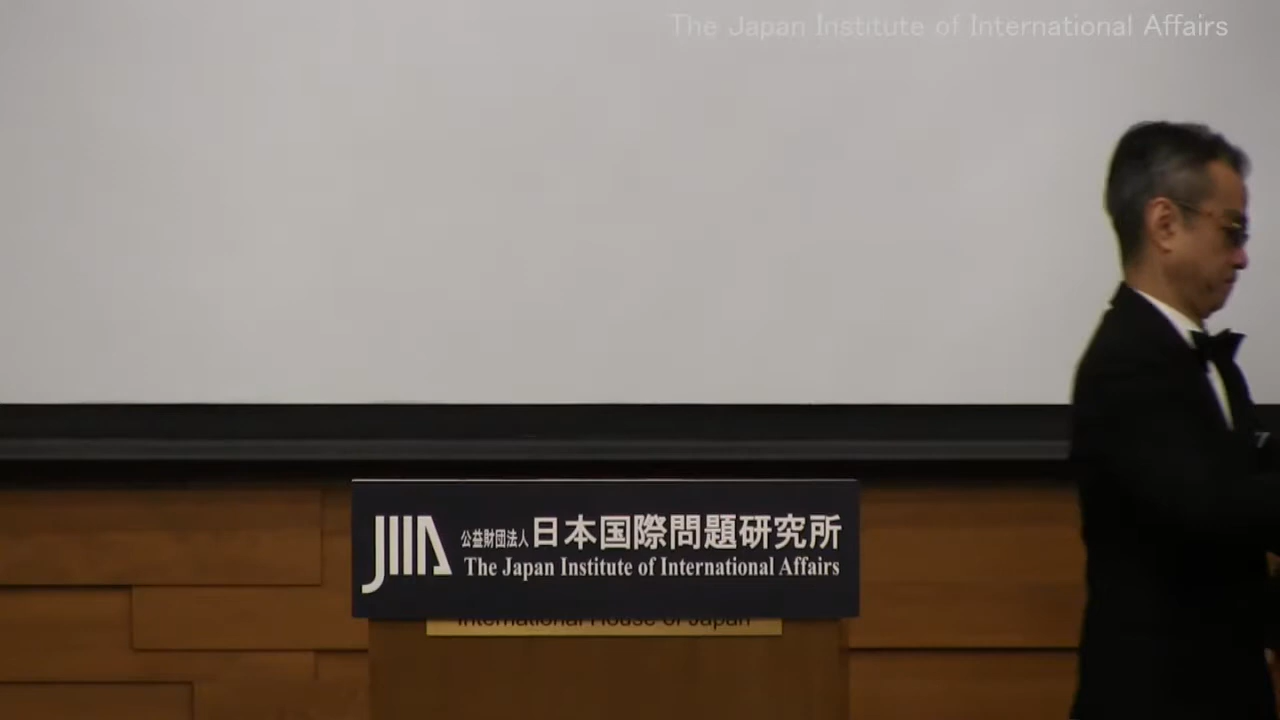 The Japan Institute of International Affairs
JIIA 公益財団法人 日本国際問題研究所
The Japan Institute of International Affairs
International House of Japan